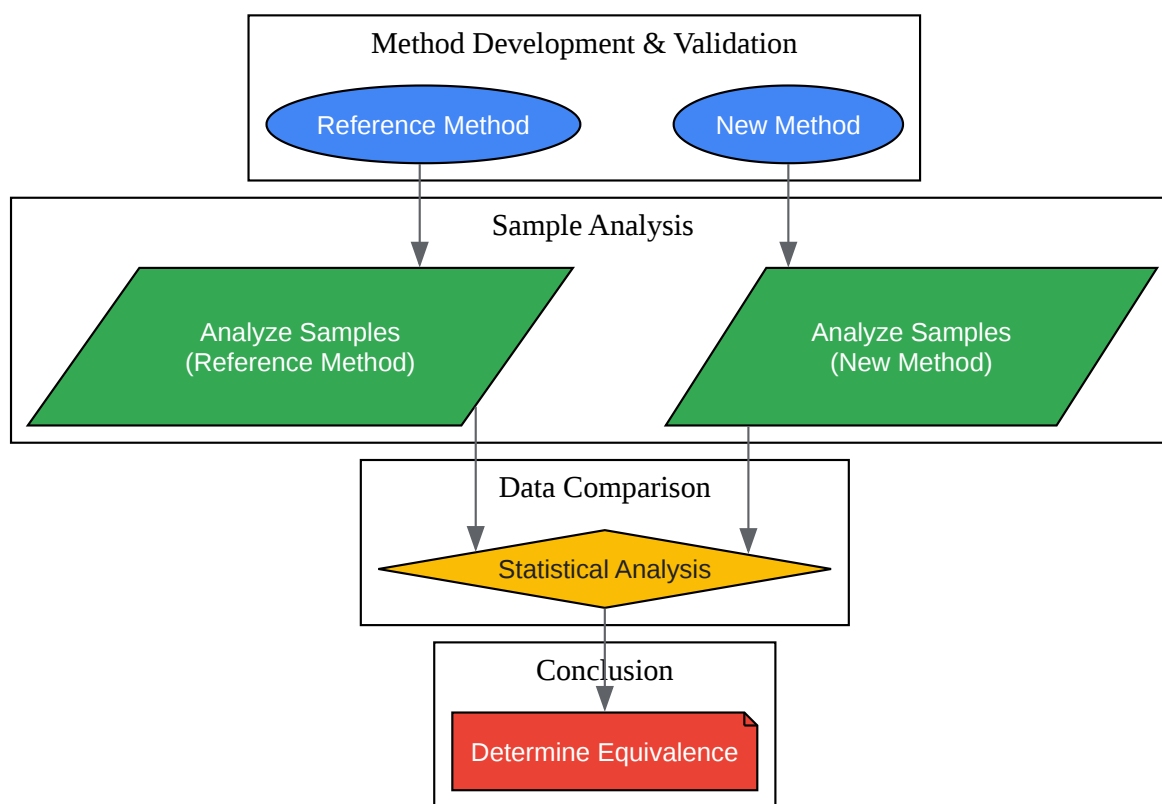 Method Development & Validation
Reference Method
New Method
Sample Analysis
Analyze Samples
(Reference Method)
Analyze Samples
(New Method)
Data Comparison
Statistical Analysis
Conclusion
Determine Equivalence